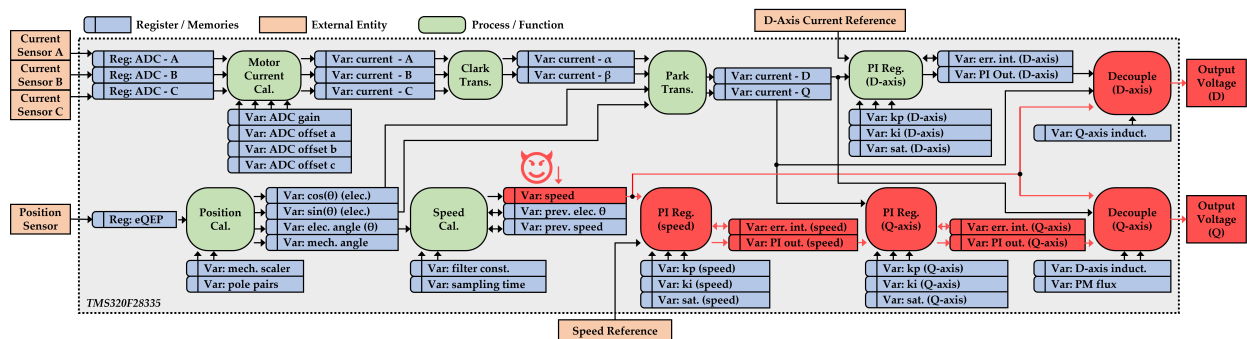 Register / Memories
External Entity
Process / Function
D-Axis Current Reference
Current
Sensor A
Current
Sensor B
Current
Sensor C
Reg: ADC - A
Reg: ADC - B
Reg: ADC - C
Motor
Current
Cal.
Var: current - A
Var: current - B
Var: current - C
Clark
Trans.
Var: current - α
Var: current - β
Park
Trans.
Var: current - D
Var: current - Q
PI Reg.
(D-axis)
Var: err. int. (D-axis)
Var: PI Out. (D-axis)
Decouple
(D-axis)
Output
Voltage
(D)
Var: ADC gain
Var: ADC offset a
Var: ADC offset b
Var: ADC offset c
Var: kp (D-axis)
Var: ki (D-axis)
Var: sat. (D-axis)
Var: Q-axis induct.
Position
Sensor
Reg: eQEP
Position
Cal.
Var: cos(θ) (elec.)
Var: sin(θ) (elec.)
Var: elec. angle (θ)
Var: mech. angle
Speed
Cal.
Var: speed
Var: prev. elec. θ
Var: prev. speed
PI Reg.
(speed)
Var: err. int. (speed)
Var: PI out. (speed)
PI Reg.
(Q-axis)
Var: err. int. (Q-axis)
Var: PI out. (Q-axis)
Decouple
(Q-axis)
Output
Voltage
(Q)
Var: mech. scaler
Var: pole pairs
Var: filter const.
Var: sampling time
Var: kp (speed)
Var: ki (speed)
Var: sat. (speed)
Var: kp (Q-axis)
Var: ki (Q-axis)
Var: sat. (Q-axis)
Var: D-axis induct.
Var: PM flux
TMS320F28335
Speed Reference